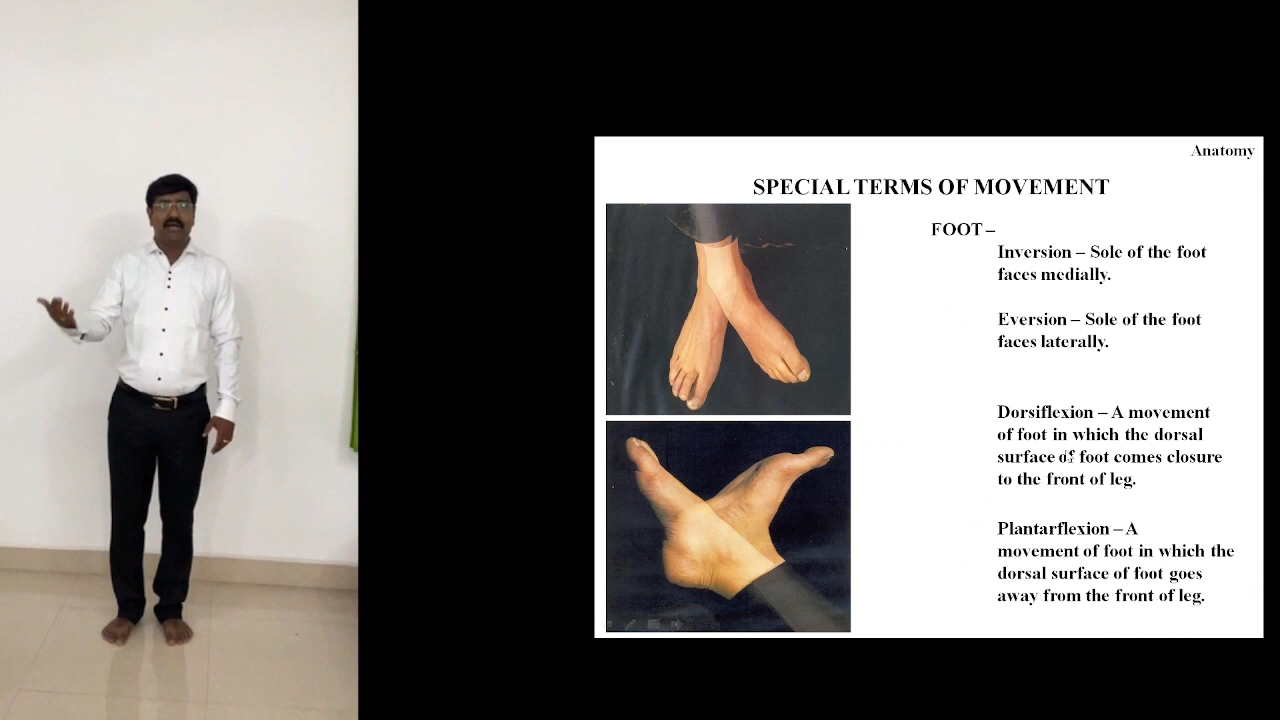 Anatomy
SPECIAL TERMS OF MOVEMENT
FOOT –
Inversion – Sole of the foot
faces medially.
Eversion – Sole of the foot
faces laterally.
Dorsiflexion – A movement
of foot in which the dorsal
surface of foot comes closure
to the front of leg.
Plantarflexion – A
movement of foot in which the
dorsal surface of foot goes
away from the front of leg.